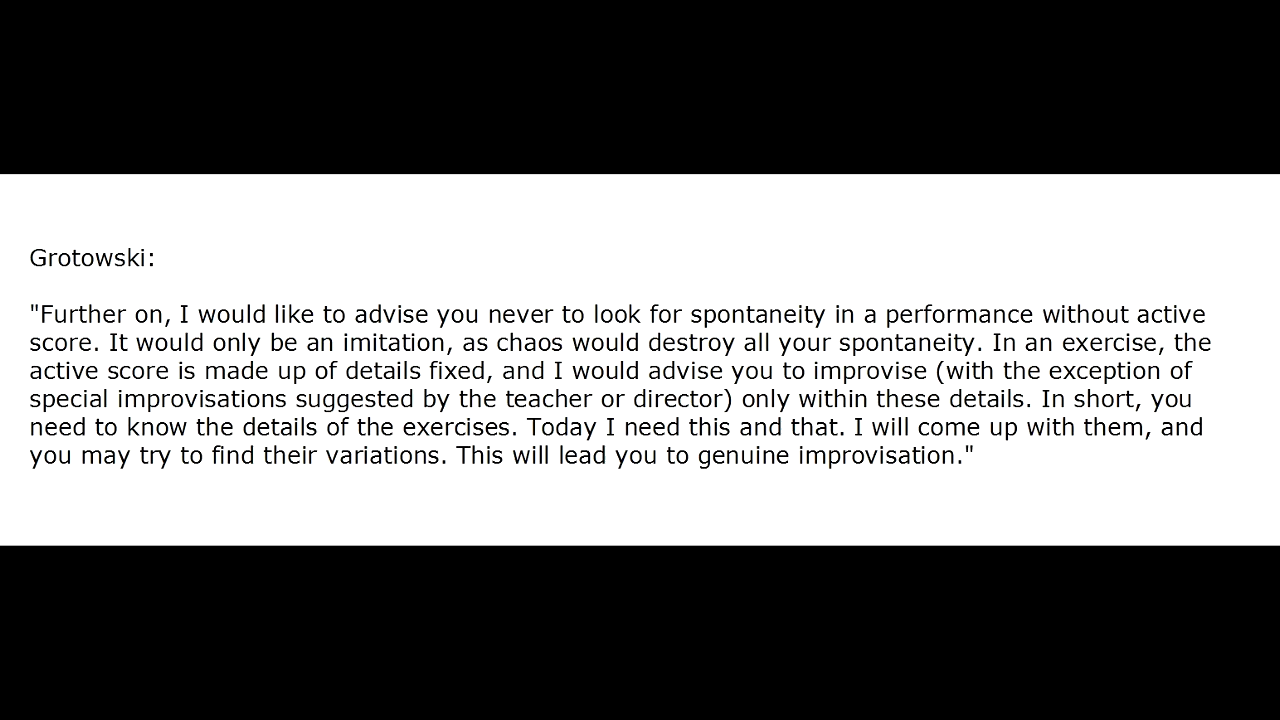 Grotowski:
"Further on, I would like to advise you never to look for spontaneity in a performance without active
score. It would only be an imitation, as chaos would destroy all your spontaneity. In an exercise, the
active score is made up of details fixed, and I would advise you to improvise (with the exception of
special improvisations suggested by the teacher or director) only within these details. In short, you
need to know the details of the exercises. Today I need this and that. I will come up with them, and
you may try to find their variations. This will lead you to genuine improvisation."